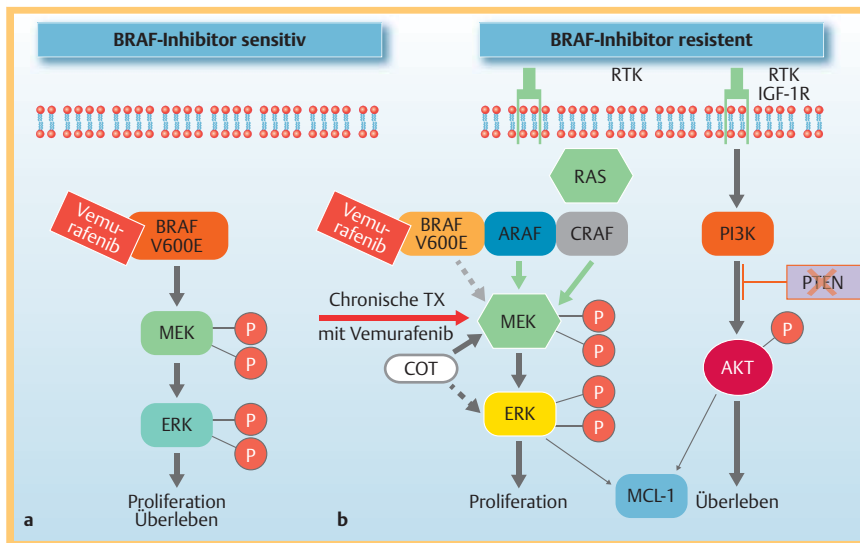 BRAF-Inhibitor sensitiv
Vemu-
rafenib
BRAF
V600E
MEK
P
P
ERK
P
P
Proliferation
Überleben
a
BRAF-Inhibitor resistent
RTK
RTK
IGF-1R
RAS
Vemu-
rafenib
BRAF
V600E
ARAF
CRAF
PI3K
PTEN
Chronische TX
mit Vemurafenib
MEK
P
P
COT
P
AKT
ERK
P
P
MCL-1
Proliferation
Überleben
b